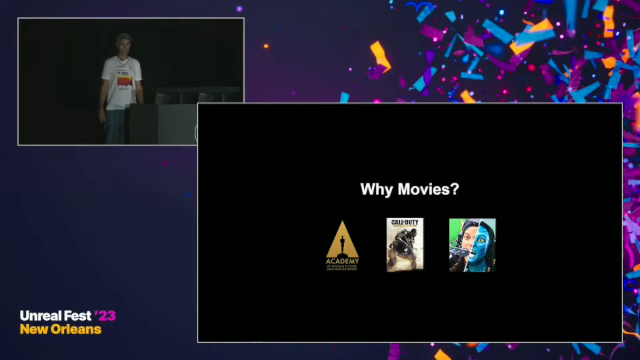 Why Movies?
ACADEMY
CALL OF DUTY
Unreal Fest '23
New Orleans